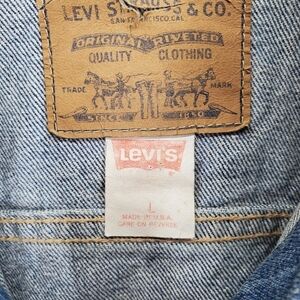 LEVI STRAUSS & CO.
SAN FRANCISCO, CAL.
ORIGINAL RIVETED
QUALITY CLOTHING
TRADE MARK
SINCE 1850
LEVI'S
L
MADE IN U.S.A.
CARE ON REVERSE